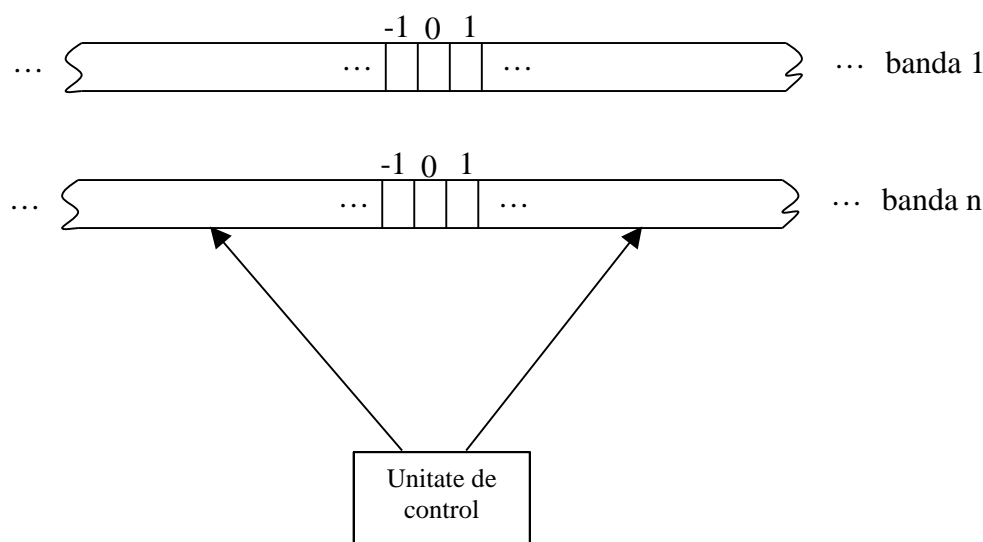 -1 0 1
… … … … banda 1
-1 0 1
… … … … banda n
Unitate de
control